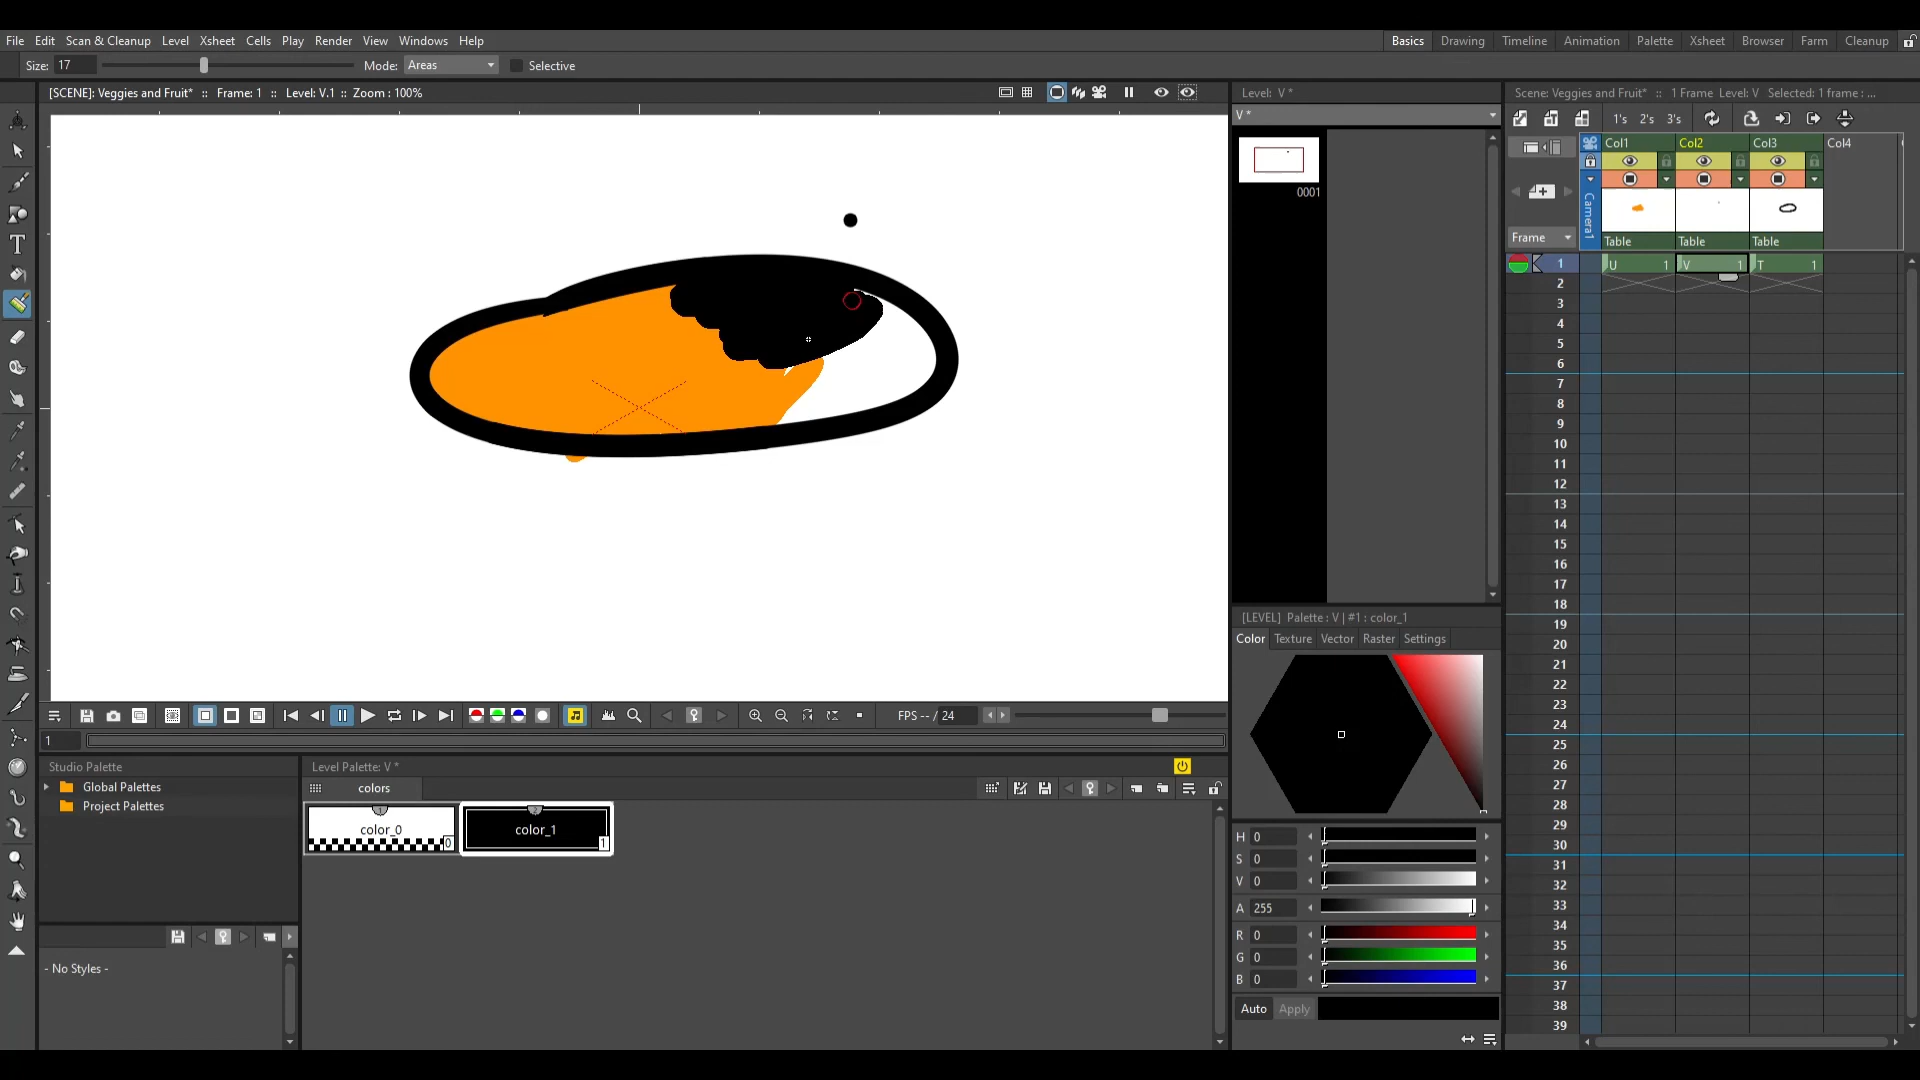 File Edit Scan & Cleanup Level Xsheet Cells Play Render View Windows Help
Basics Drawing Timeline Animation Palette Xsheet Browser Farm Cleanup
Size: 17 Mode: Areas Selective
[SCENE]: Veggies and Fruit* :: Frame: 1 :: Level: V.1 :: Zoom : 100%
Level: V *
Scene: Veggies and Fruit* :: 1 Frame Level: V Selected: 1 frame : ...
V *
1's 2's 3's
Col1 Col2 Col3 Col4
0001
Camera1
Frame
Table Table Table
1 U 1 V 1 T 1
2
3
4
5
6
7
8
9
10
11
12
13
14
15
16
17
18
19
20
21
22
23
24
25
26
27
28
29
30
31
32
33
34
35
36
37
38
39
[LEVEL] Palette : V | #1 : color_1
Color Texture Vector Raster Settings
FPS -- / 24
1
Studio Palette
Global Palettes
Project Palettes
- No Styles -
Level Palette: V *
colors
color_0 0
color_1 1
H 0
S 0
V 0
A 255
R 0
G 0
B 0
Auto Apply